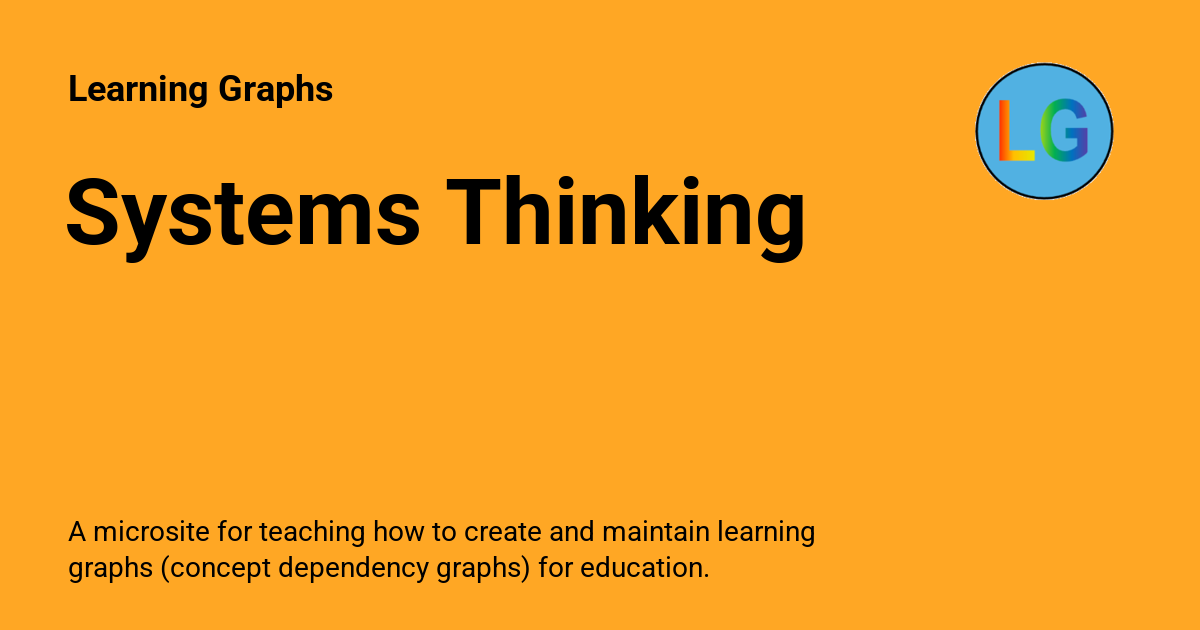 Learning Graphs
LG
Systems Thinking
A microsite for teaching how to create and maintain learning
graphs (concept dependency graphs) for education.